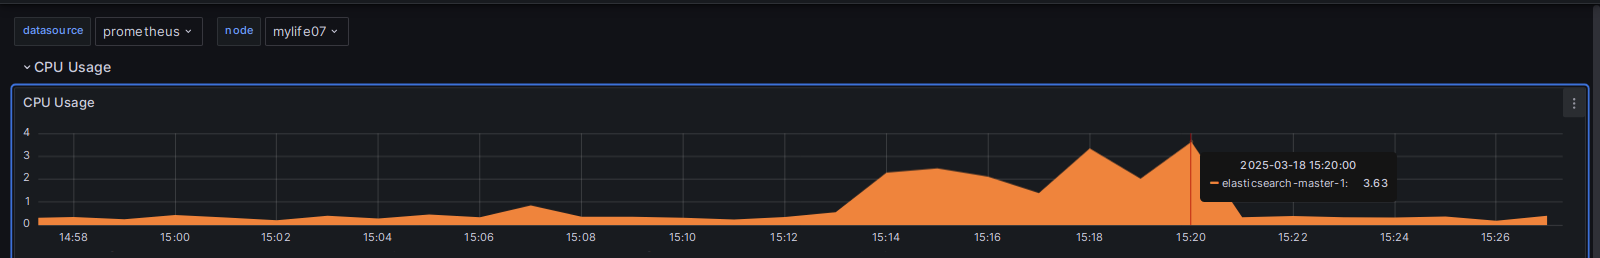 datasource prometheus node mylife07
CPU Usage
CPU Usage
4
3
2
1
0
2025-03-18 15:20:00
elasticsearch-master-1: 3.63
14:58 15:00 15:02 15:04 15:06 15:08 15:10 15:12 15:14 15:16 15:18 15:20 15:22 15:24 15:26